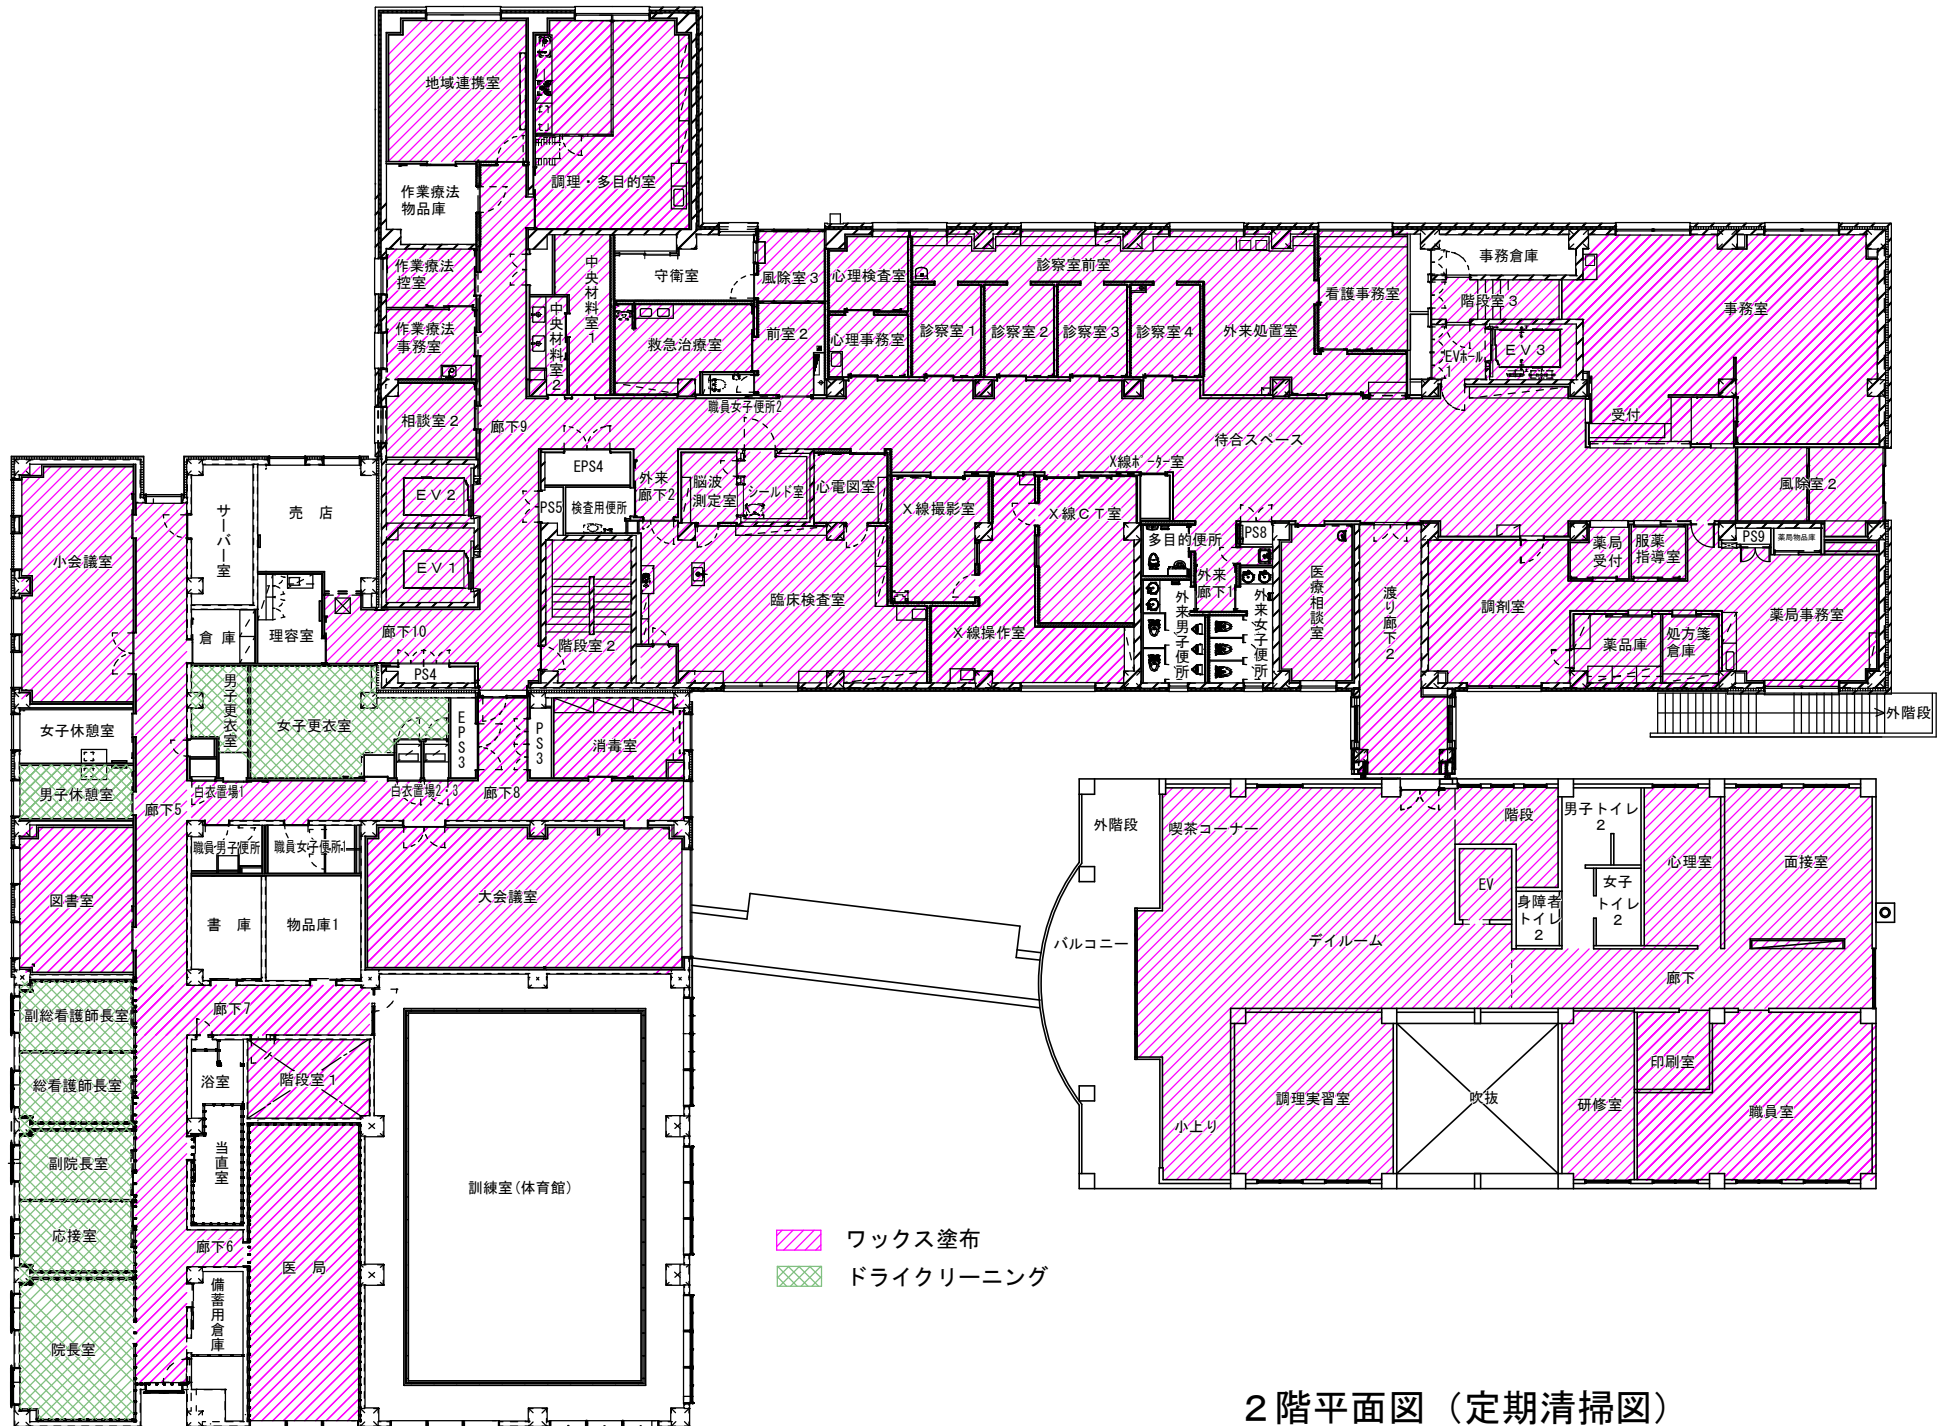 地域連携室
調理・多目的室
作業療法
物品庫
作業療法
控室
作業療法
事務室
相談室2
中央材料室1
中央材料室2
守衛室
風除室3
救急治療室
前室2
職員女子便所2
心理検査室
心理事務室
診察室前室
診察室1
診察室2
診察室3
診察室4
外来処置室
看護事務室
事務倉庫
階段室3
EVホール
1
EV3
事務室
受付
待合スペース
風除室2
廊下9
EPS4
PS5
検査用便所
外来
廊下2
脳波
測定室
シールド室
心電図室
X線ポーター室
X線撮影室
X線CT室
X線操作室
臨床検査室
階段室2
多目的便所
PS8
外来
廊下1
外来男子便所
外来女子便所
医療相談室
渡り廊下2
調剤室
薬局
受付
服薬
指導室
PS9
薬局物品庫
薬局事務室
薬品庫
処方箋
倉庫
外階段
EV2
EV1
小会議室
サーバー室
売店
倉庫
理容室
廊下10
PS4
男子更衣室
女子更衣室
EPS3
PS3
消毒室
女子休憩室
男子休憩室
廊下5
白衣置場1
白衣置場2・3
廊下8
職員男子便所
職員女子便所1
図書室
書庫
物品庫1
大会議室
副総看護師長室
廊下7
総看護師長室
浴室
階段室1
副院長室
当直室
応接室
廊下6
医局
備蓄用倉庫
院長室
訓練室(体育館)
外階段
喫茶コーナー
階段
男子トイレ
2
心理室
面接室
EV
身障者
トイレ
2
女子
トイレ
2
バルコニー
デイルーム
廊下
小上り
調理実習室
吹抜
研修室
印刷室
職員室
ワックス塗布
ドライクリーニング
2階平面図（定期清掃図）